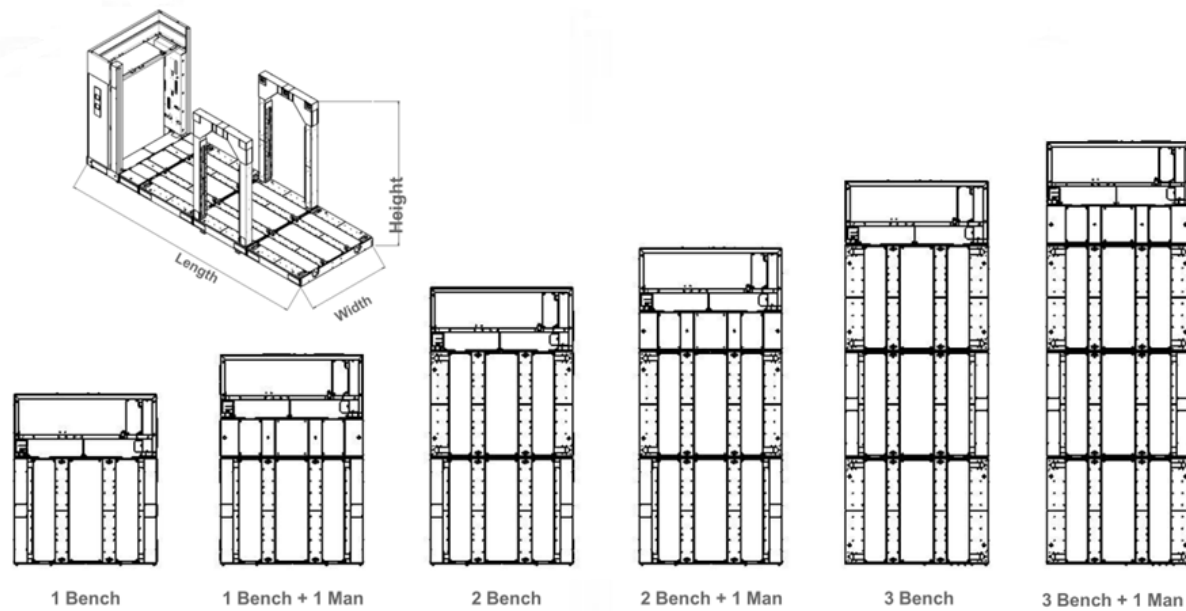 Height
Length
Width
1 Bench
1 Bench + 1 Man
2 Bench
2 Bench + 1 Man
3 Bench
3 Bench + 1 Man